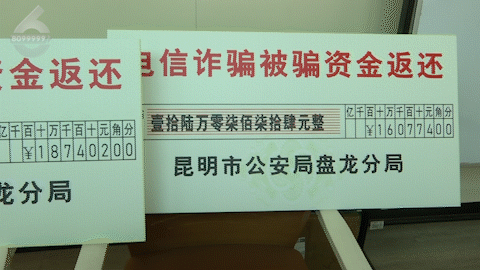 资金返还
亿千百十万千百十元角分
¥18740200
龙分局
电信诈骗被骗资金返还
壹拾陆万零柒佰柒拾肆元整
亿千百十万千百十元角分
¥16077400
昆明市公安局盘龙分局